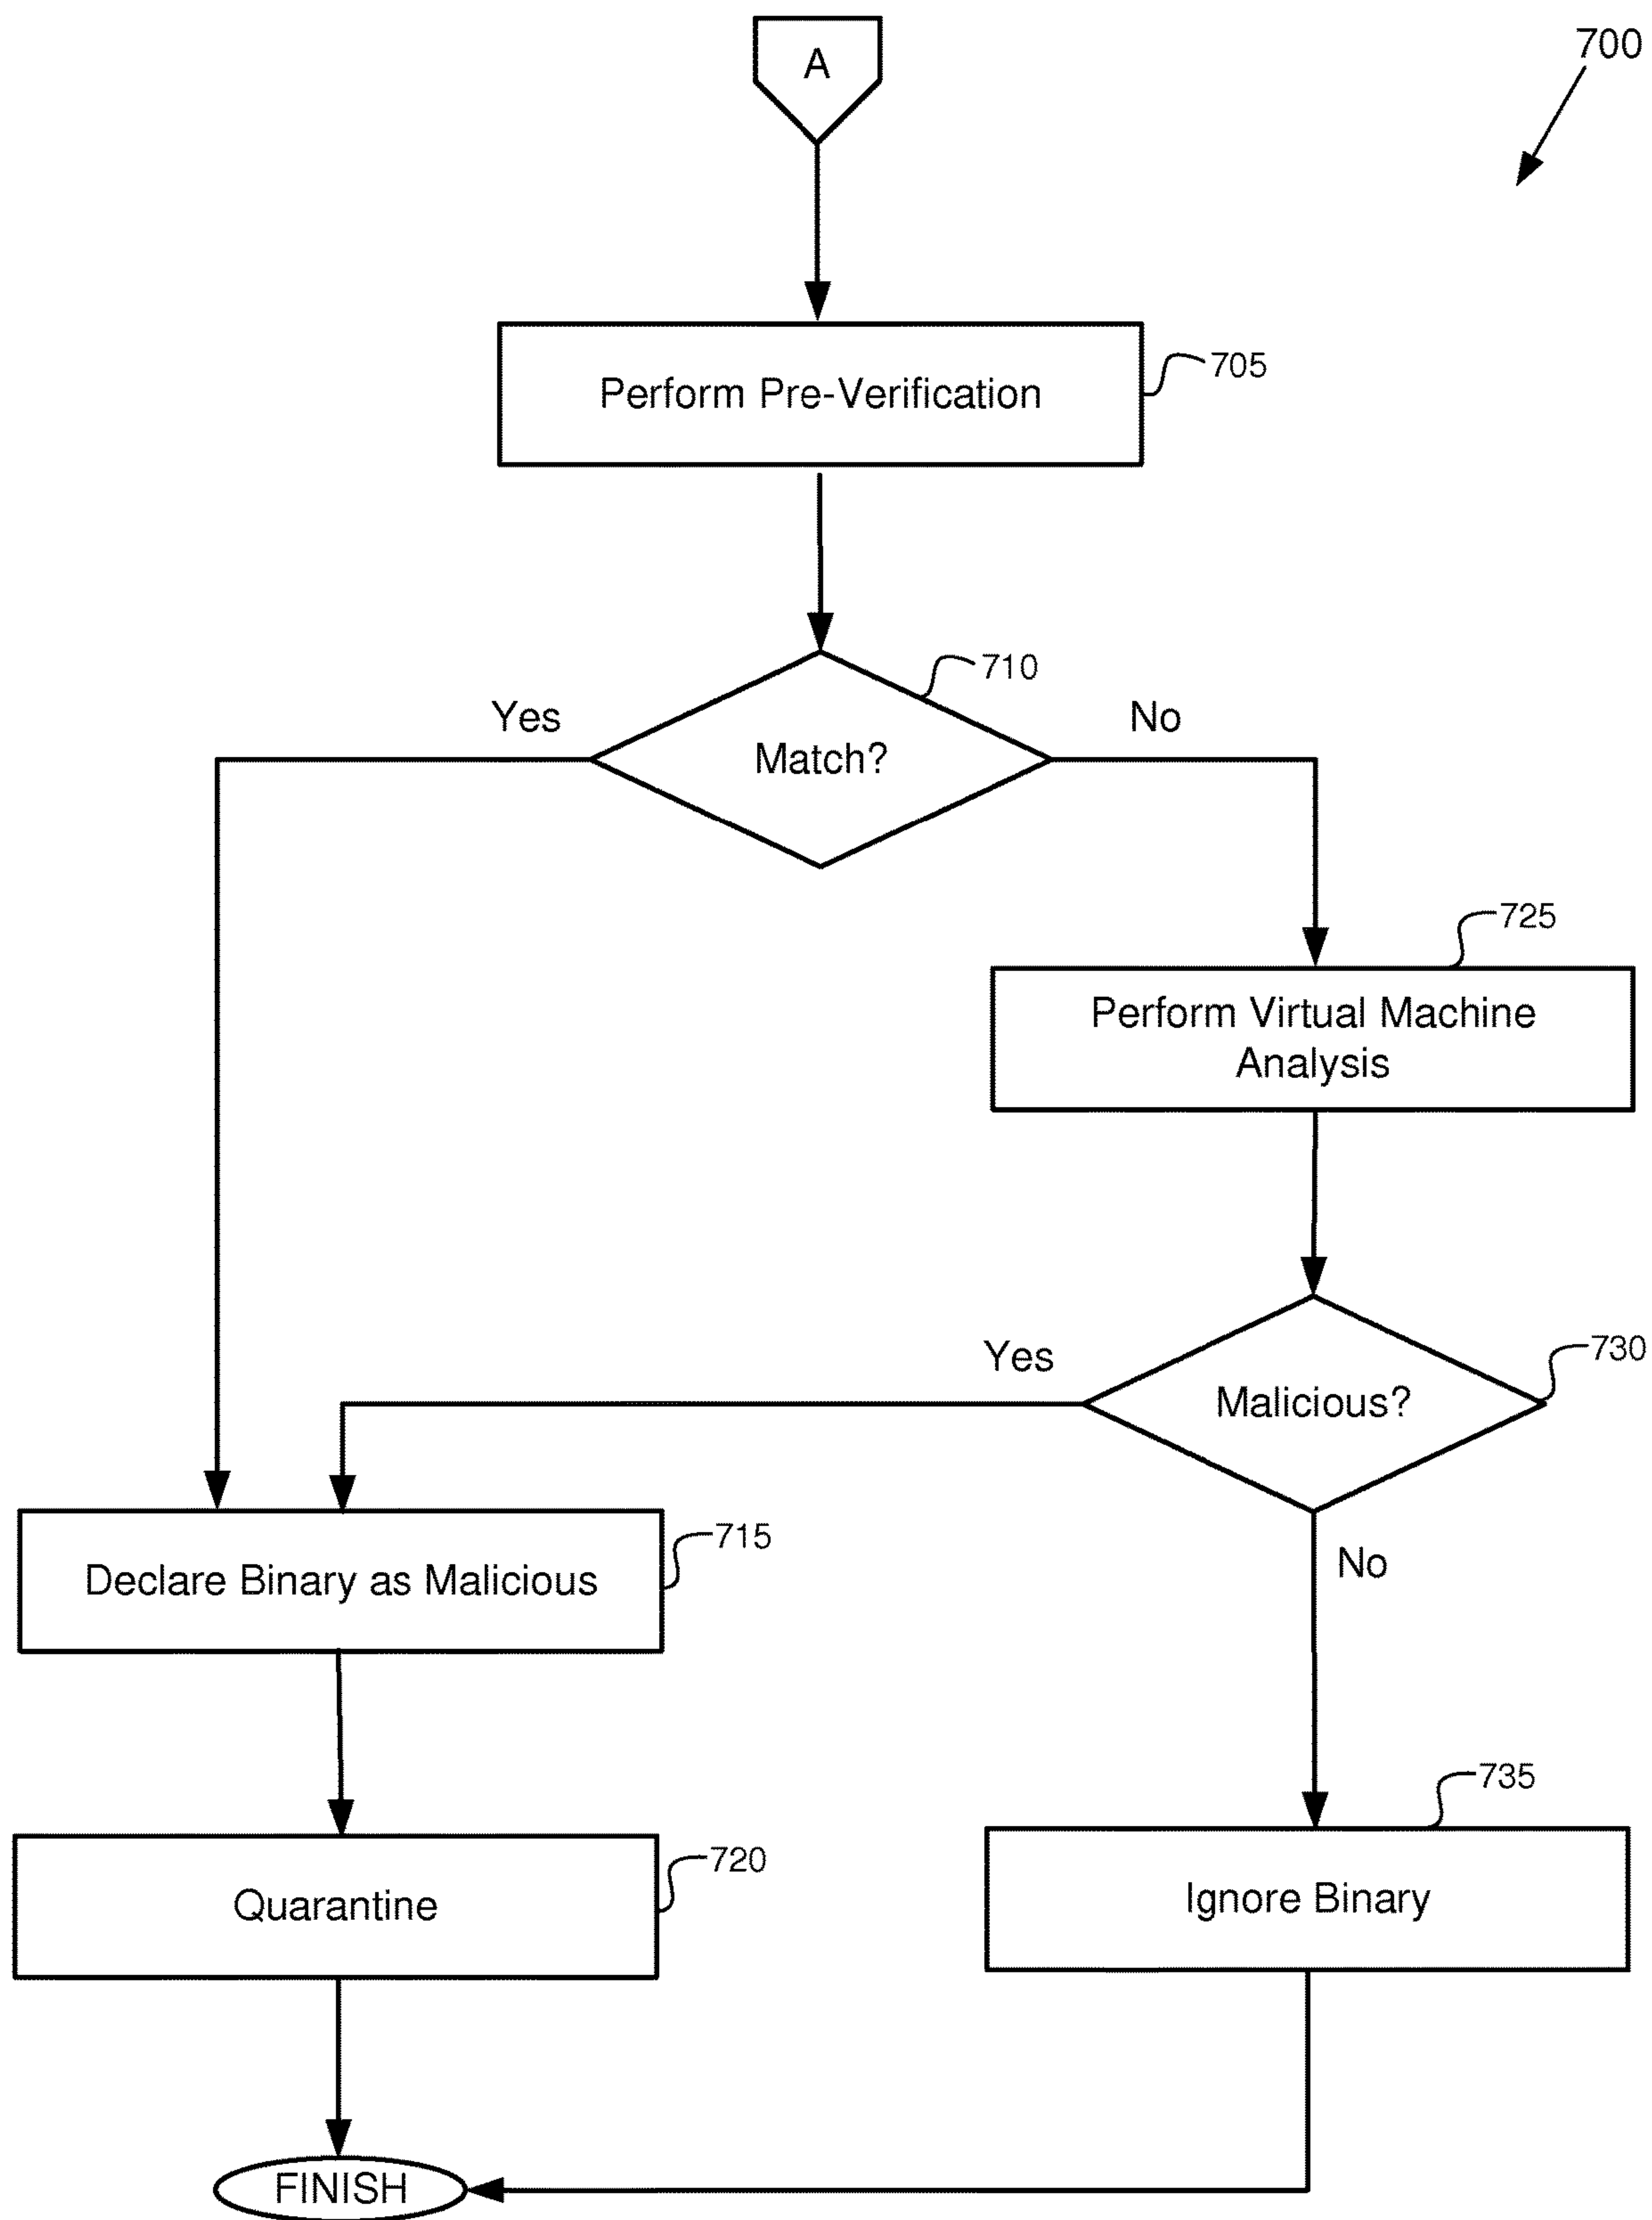 A
700
Perform Pre-Verification
705
710
Yes
No
Match?
725
Perform Virtual Machine
Analysis
730
Yes
Malicious?
715
Declare Binary as Malicious
No
735
720
Quarantine
Ignore Binary
FINISH